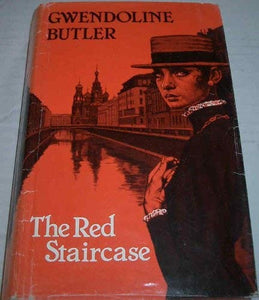 GWENDOLINE
BUTLER
The Red
Staircase